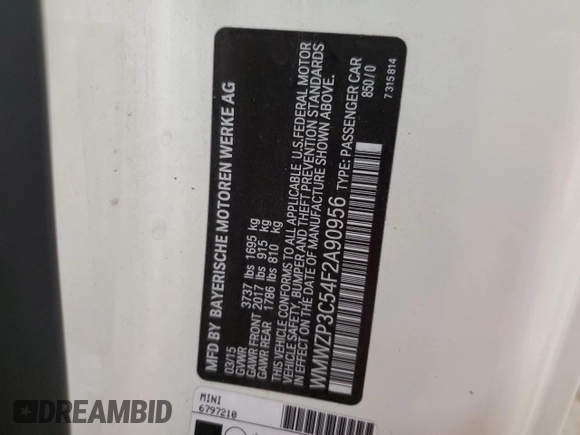 MFD BY BAYERISCHE MOTOREN WERKE AG
03/15
GVWR 3737 lbs 1695 kg
GAWR FRONT 2017 lbs 915 kg
GAWR REAR 1786 lbs 810 kg
THIS VEHICLE CONFORMS TO ALL APPLICABLE U.S.FEDERAL MOTOR
VEHICLE SAFETY, BUMPER AND THEFT PREVENTION STANDARDS
IN EFFECT ON THE DATE OF MANUFACTURE SHOWN ABOVE.
WMWZP3C54F2A90956 TYPE: PASSENGER CAR
850/0
7 315 814
MINI
6797210
DREAMBID